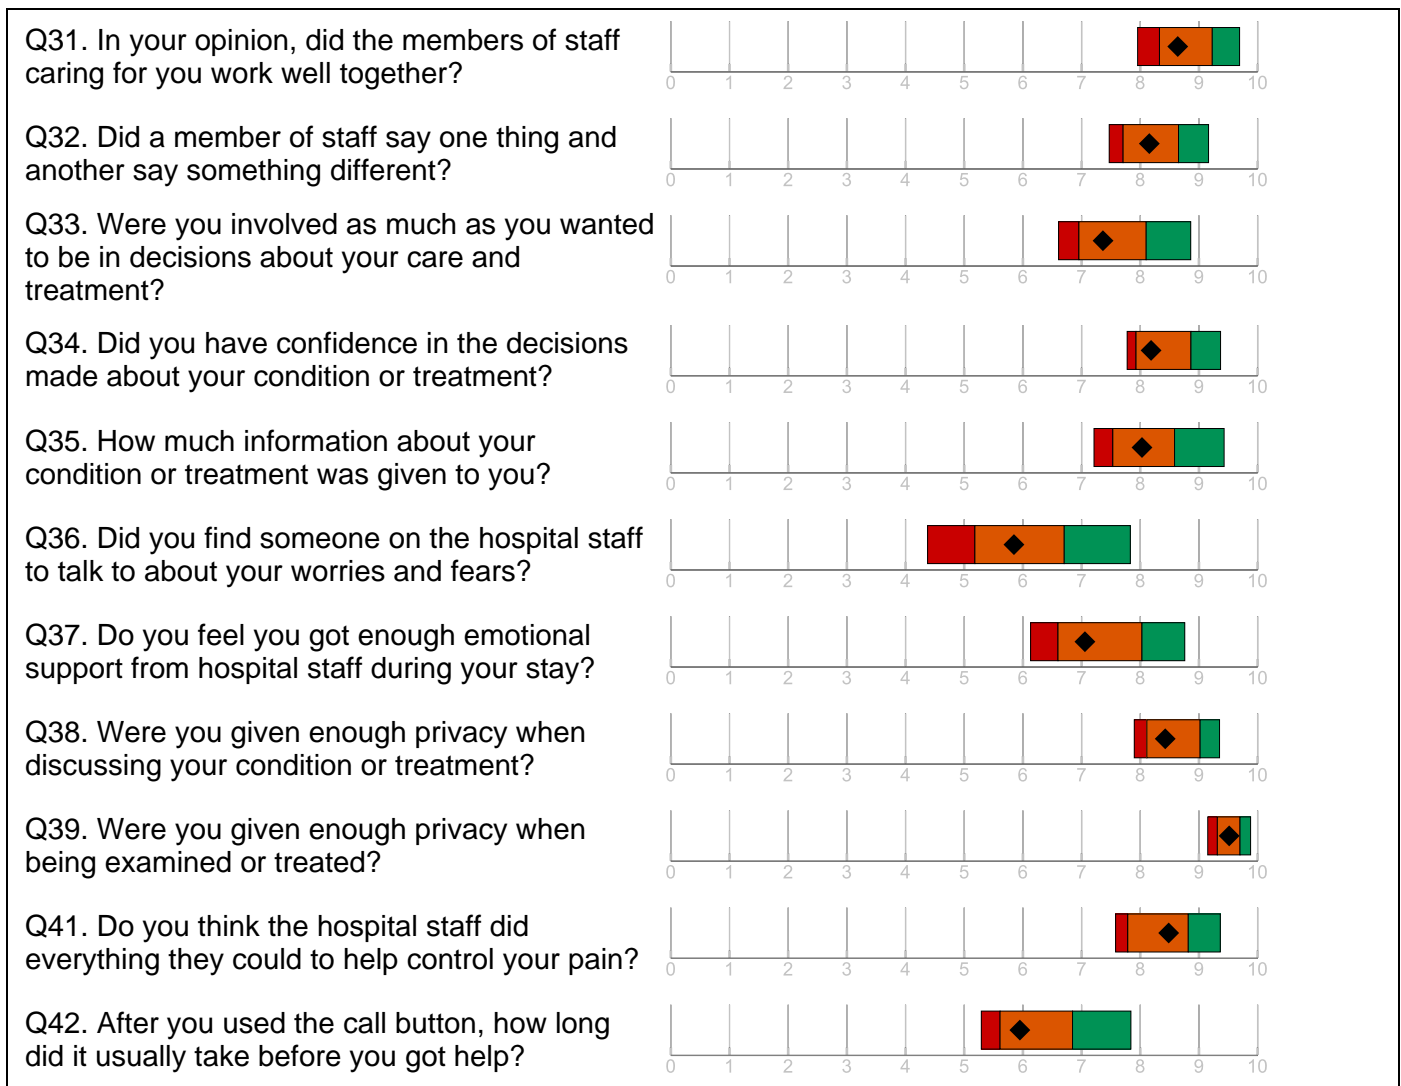 Q31. In your opinion, did the members of staff
caring for you work well together?
0 1 2 3 4 5 6 7 8 9 10
Q32. Did a member of staff say one thing and
another say something different?
0 1 2 3 4 5 6 7 8 9 10
Q33. Were you involved as much as you wanted
to be in decisions about your care and
treatment?
0 1 2 3 4 5 6 7 8 9 10
Q34. Did you have confidence in the decisions
made about your condition or treatment?
0 1 2 3 4 5 6 7 8 9 10
Q35. How much information about your
condition or treatment was given to you?
0 1 2 3 4 5 6 7 8 9 10
Q36. Did you find someone on the hospital staff
to talk to about your worries and fears?
0 1 2 3 4 5 6 7 8 9 10
Q37. Do you feel you got enough emotional
support from hospital staff during your stay?
0 1 2 3 4 5 6 7 8 9 10
Q38. Were you given enough privacy when
discussing your condition or treatment?
0 1 2 3 4 5 6 7 8 9 10
Q39. Were you given enough privacy when
being examined or treated?
0 1 2 3 4 5 6 7 8 9 10
Q41. Do you think the hospital staff did
everything they could to help control your pain?
0 1 2 3 4 5 6 7 8 9 10
Q42. After you used the call button, how long
did it usually take before you got help?
0 1 2 3 4 5 6 7 8 9 10